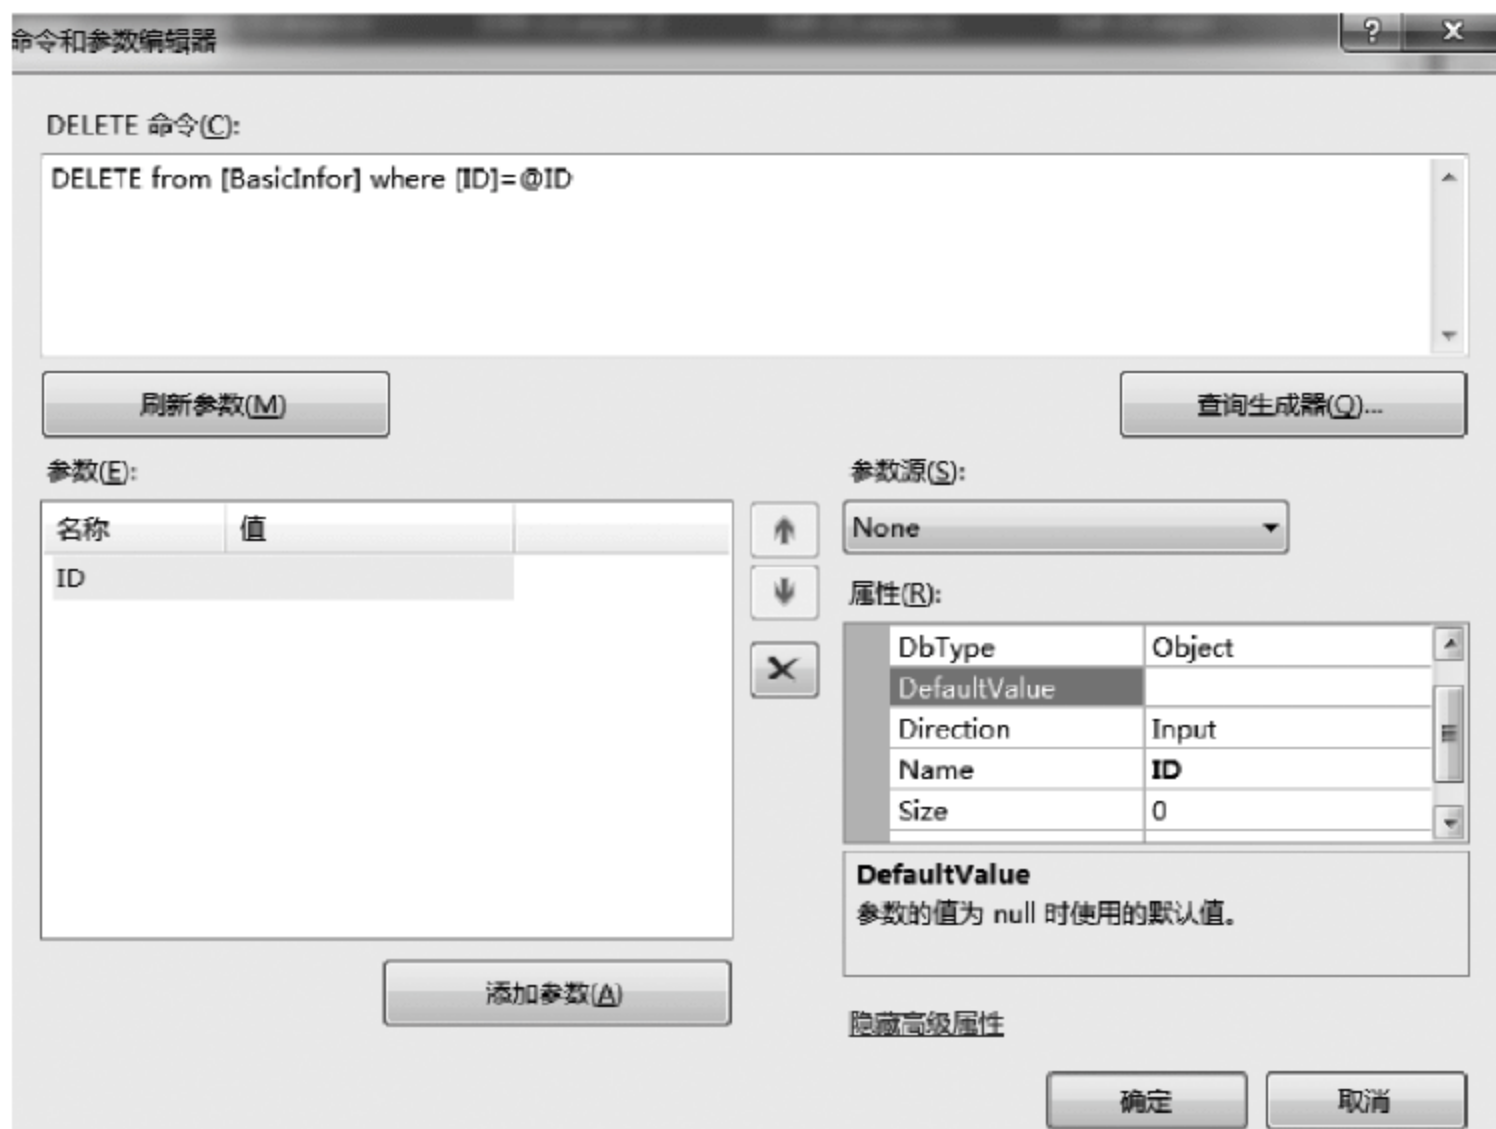 命令和参数编辑器
DELETE 命令(C):
DELETE from [BasicInfor] where [ID]=@ID
刷新参数(M)
查询生成器(Q)...
参数(E):
名称 值
ID
添加参数(A)
参数源(S):
None
属性(R):
DbType Object
DefaultValue
Direction Input
Name ID
Size 0
DefaultValue
参数的值为 null 时使用的默认值。
隐藏高级属性
确定 取消